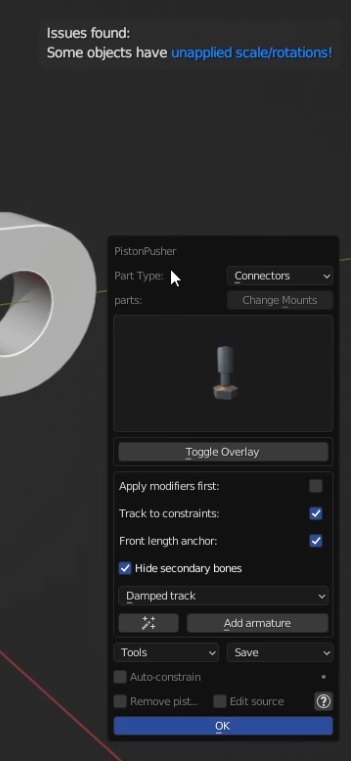 Issues found:
Some objects have unapplied scale/rotations!
PistonPusher
Part Type: Connectors
parts: Change Mounts
Toggle Overlay
Apply modifiers first:
Track to constraints:
Front length anchor:
Hide secondary bones
Damped track
Add armature
Tools Save
Auto-constrain
Remove pist... Edit source ?
OK